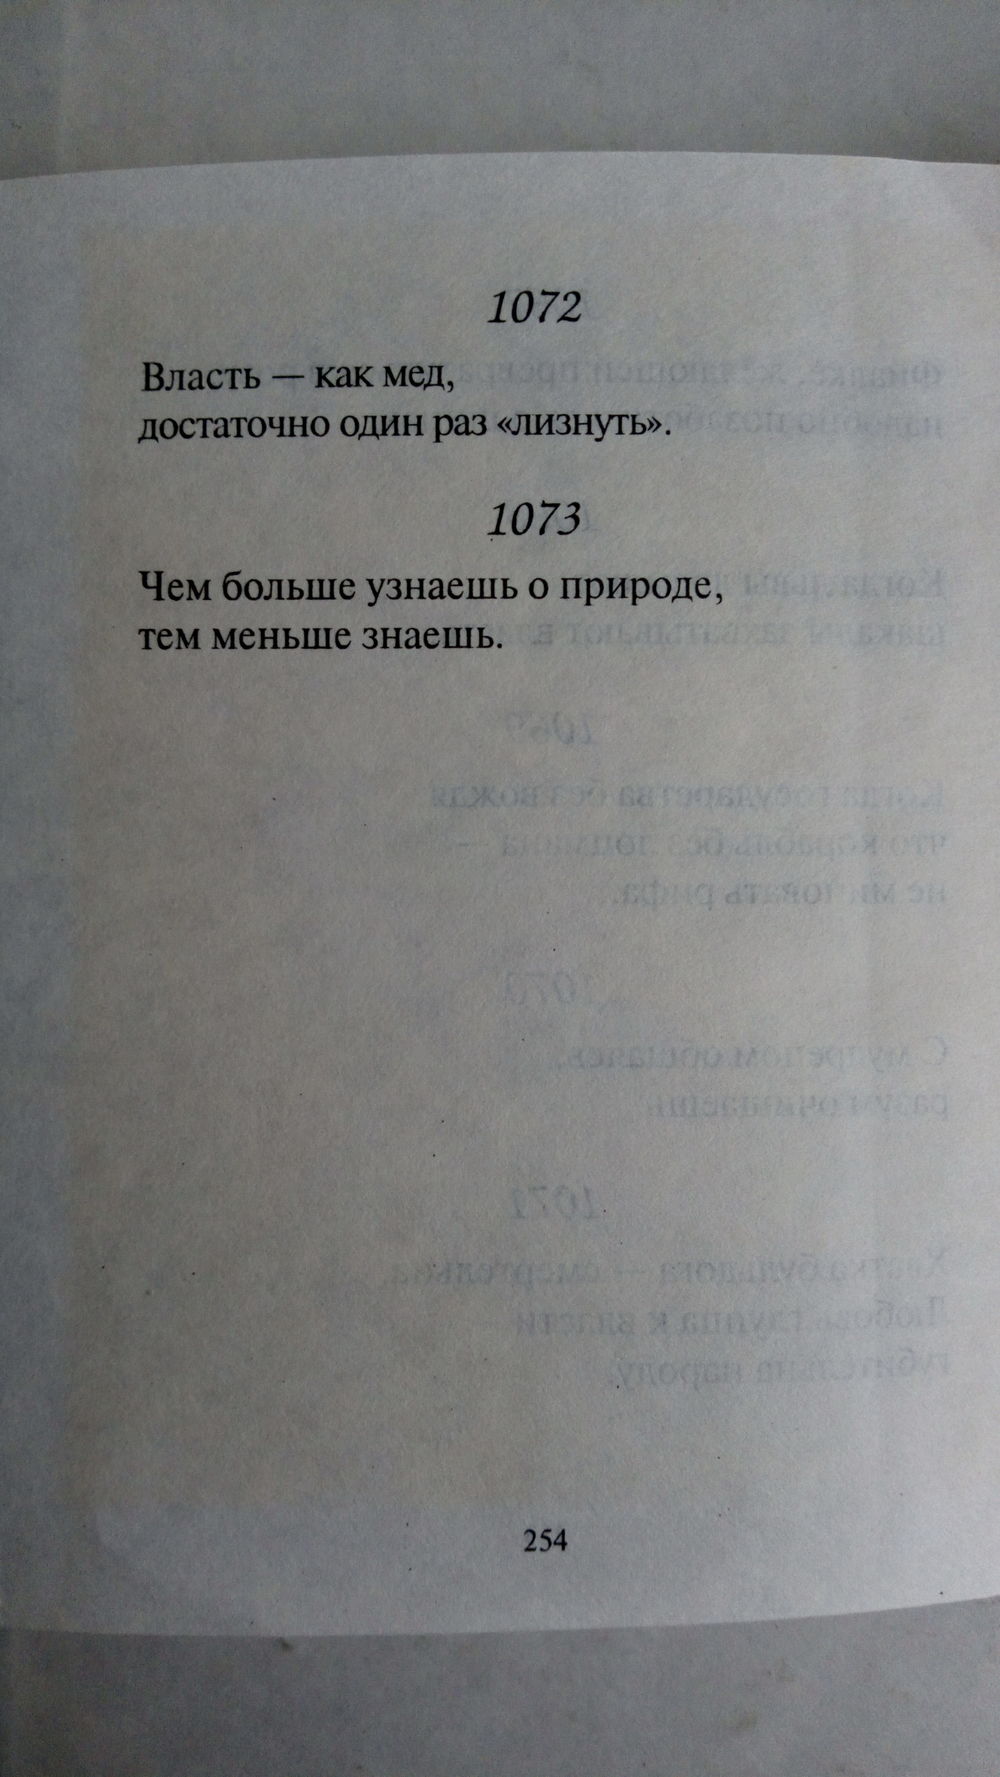 1072
Власть — как мед,
достаточно один раз «лизнуть».
1073
Чем больше узнаешь о природе,
тем меньше знаешь.
254